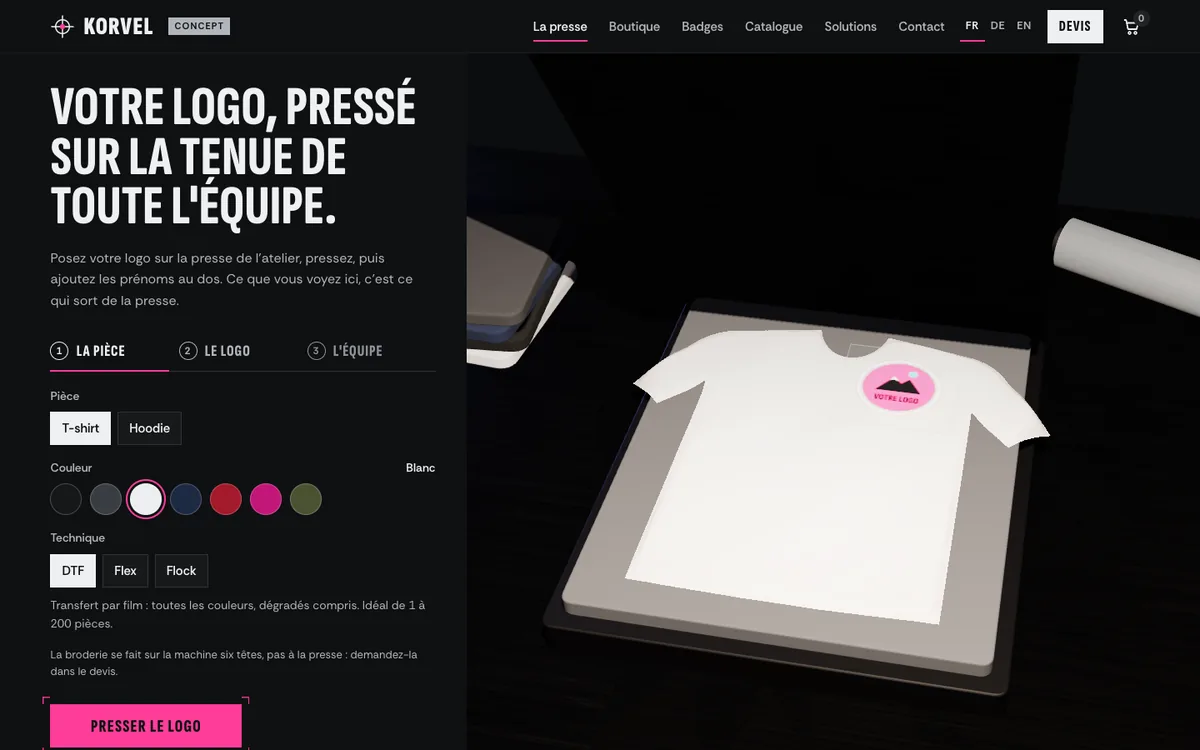 KORVEL
CONCEPT
La presse
Boutique
Badges
Catalogue
Solutions
Contact
FR
DE
EN
DEVIS
0
VOTRE LOGO, PRESSÉ
SUR LA TENUE DE
TOUTE L'ÉQUIPE.
Posez votre logo sur la presse de l'atelier, pressez, puis
ajoutez les prénoms au dos. Ce que vous voyez ici, c'est ce
qui sort de la presse.
1 LA PIÈCE
2 LE LOGO
3 L'ÉQUIPE
Pièce
T-shirt
Hoodie
Couleur
Blanc
Technique
DTF
Flex
Flock
Transfert par film : toutes les couleurs, dégradés compris. Idéal de 1 à
200 pièces.
La broderie se fait sur la machine six têtes, pas à la presse : demandez-la
dans le devis.
PRESSER LE LOGO
VOTRE LOGO